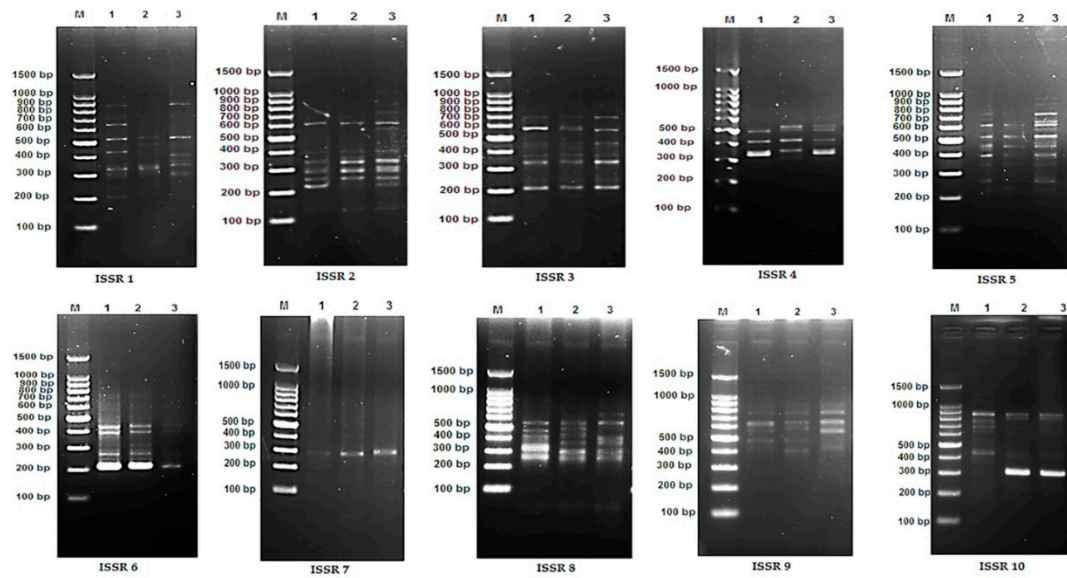 M 1 2 3
1500 bp
1000 bp
900 bp
800 bp
700 bp
600 bp
500 bp
400 bp
300 bp
200 bp
100 bp
ISSR 1
M 1 2 3
1500 bp
1000 bp
900 bp
800 bp
700 bp
600 bp
500 bp
400 bp
300 bp
200 bp
100 bp
ISSR 2
M 1 2 3
1500 bp
1000 bp
900 bp
800 bp
700 bp
600 bp
500 bp
400 bp
300 bp
200 bp
100 bp
ISSR 3
M 1 2 3
1500 bp
1000 bp
500 bp
400 bp
300 bp
200 bp
100 bp
ISSR 4
M 1 2 3
1500 bp
1000 bp
900 bp
800 bp
700 bp
600 bp
500 bp
400 bp
300 bp
200 bp
100 bp
ISSR 5
M 1 2 3
1500 bp
1000 bp
900 bp
800 bp
700 bp
600 bp
500 bp
400 bp
300 bp
200 bp
100 bp
ISSR 6
M 1 2 3
1500 bp
1000 bp
500 bp
400 bp
300 bp
200 bp
100 bp
ISSR 7
M 1 2 3
1500 bp
1000 bp
500 bp
400 bp
300 bp
200 bp
100 bp
ISSR 8
M 1 2 3
1500 bp
1000 bp
500 bp
400 bp
300 bp
200 bp
100 bp
ISSR 9
M 1 2 3
1500 bp
1000 bp
500 bp
400 bp
300 bp
200 bp
100 bp
ISSR 10